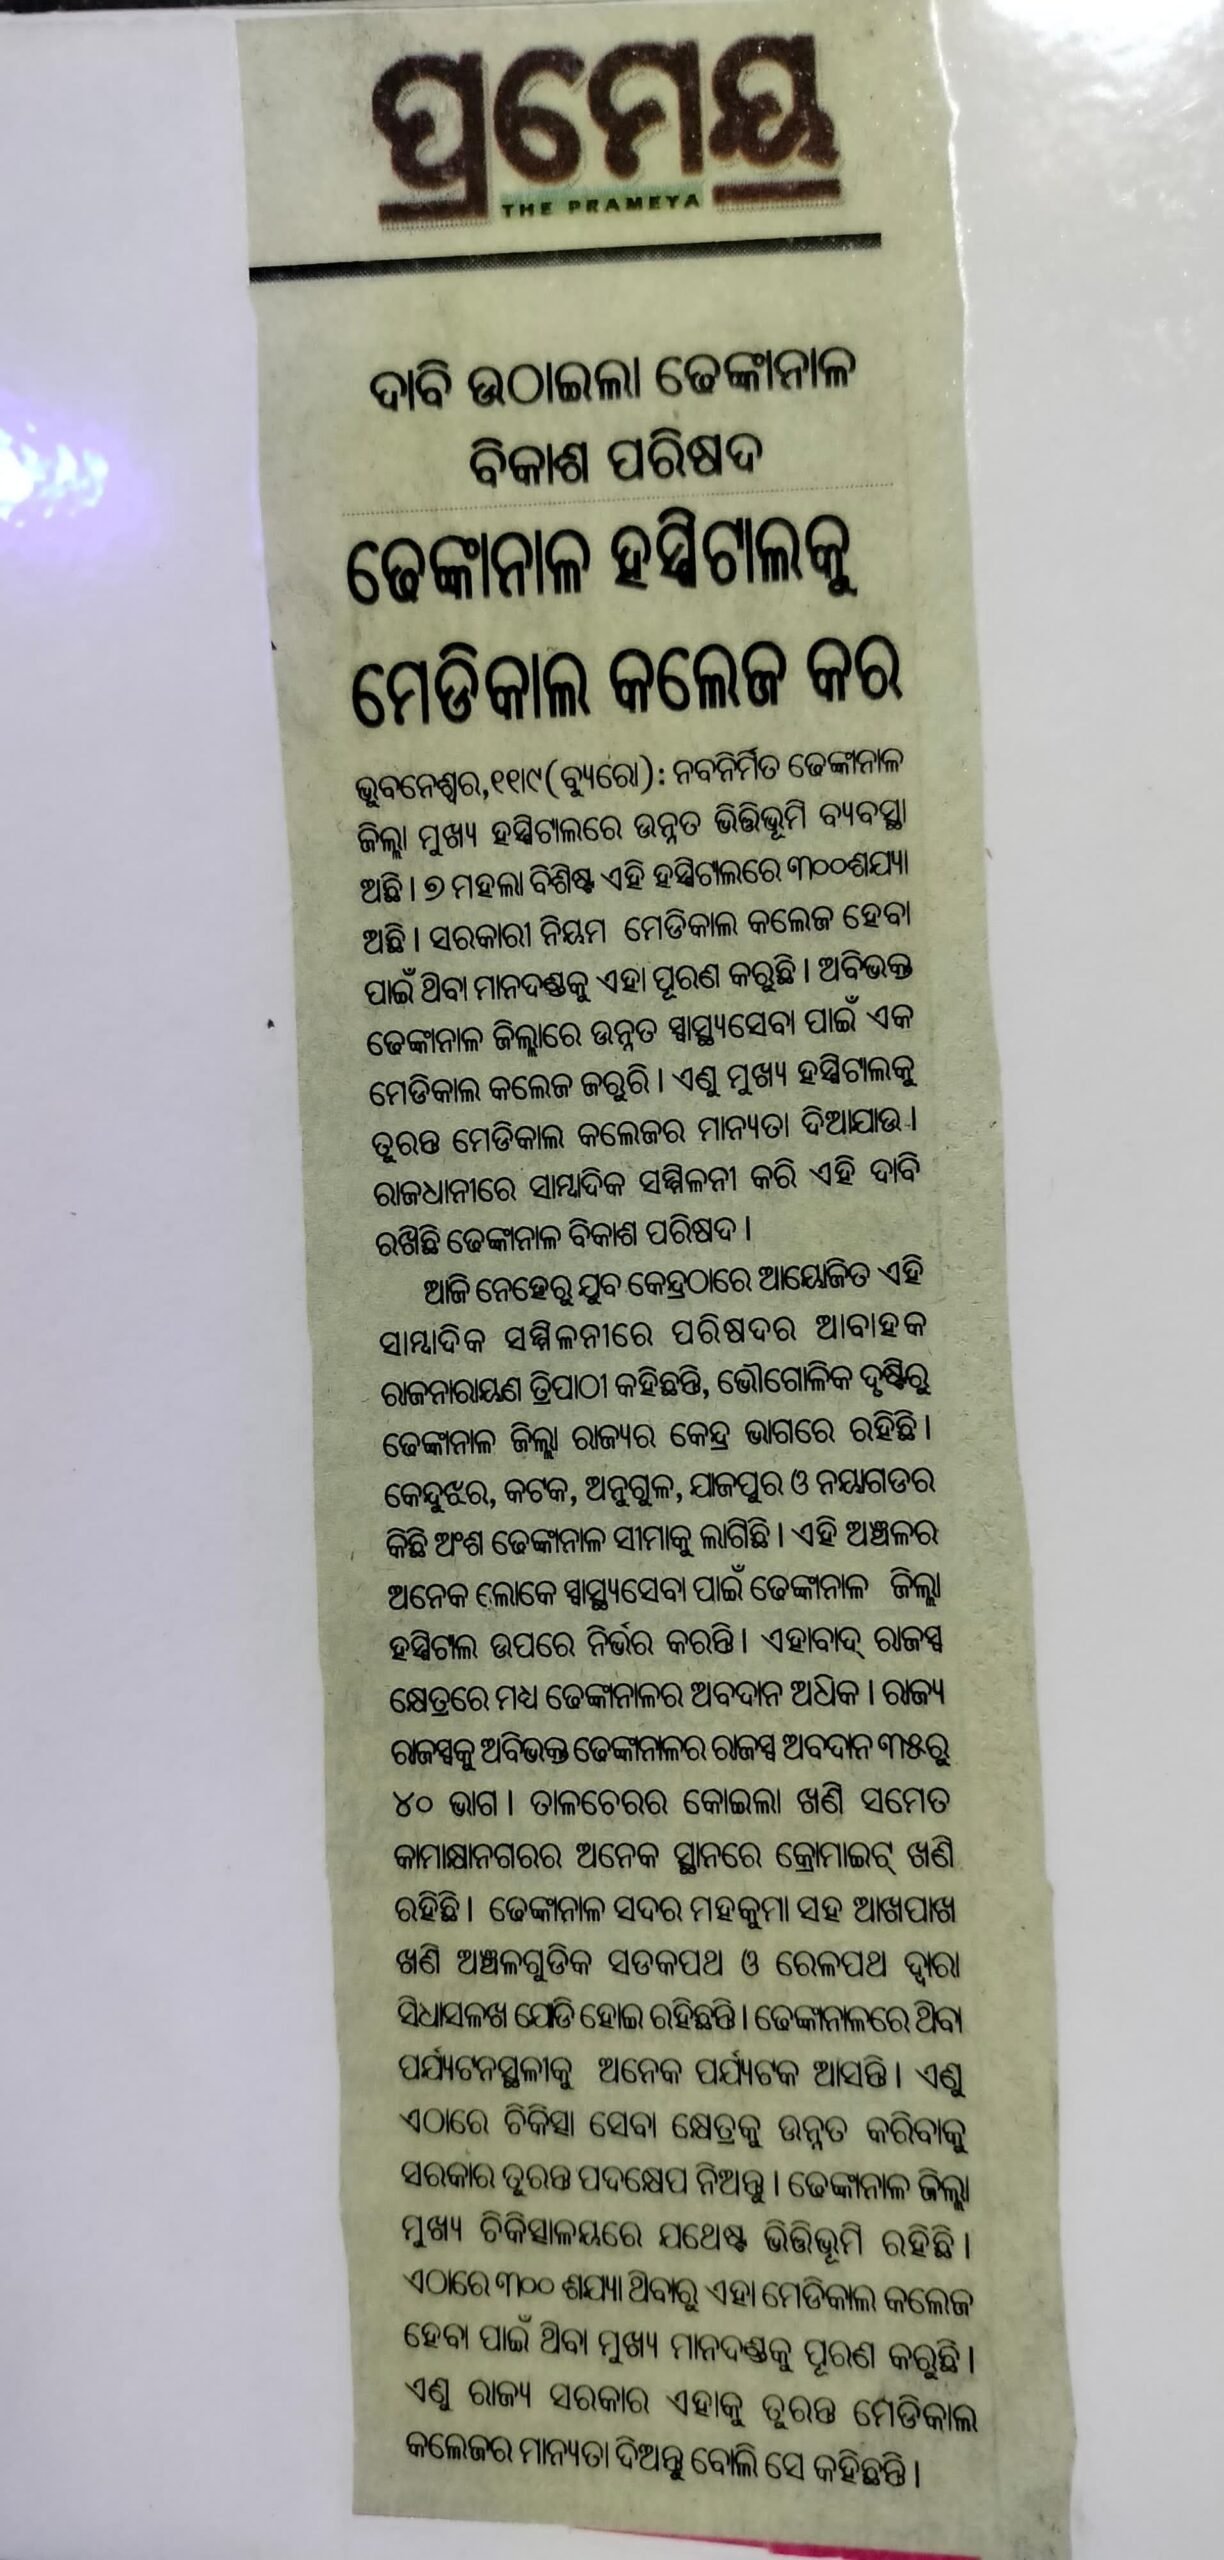 ପ୍ରମେୟ
THE PRAMEYA
ଦାବି ଉଠାଇଲା ଢେଙ୍କାନାଳ
ବିକାଶ ପରିଷଦ
ଢେଙ୍କାନାଳ ହସ୍ପିଟାଲକୁ
ମେଡିକାଲ କଲେଜ କର
ଭୁବନେଶ୍ୱର,୧୧ା୯(ବ୍ୟୁରୋ): ନବନିର୍ମିତ ଢେଙ୍କାନାଳ
ଜିଲ୍ଲା ମୁଖ୍ୟ ହସ୍ପିଟାଲରେ ଉନ୍ନତ ଭିତ୍ତିଭୂମି ବ୍ୟବସ୍ଥା
ଅଛି । ୭ ମହଲା ବିଶିଷ୍ଟ ଏହି ହସ୍ପିଟାଲରେ ୩୦୦ଶଯ୍ୟା
ଅଛି । ସରକାରୀ ନିୟମ ମେଡିକାଲ କଲେଜ ହେବା
ପାଇଁ ଥିବା ମାନଦଣ୍ଡକୁ ଏହା ପୂରଣ କରୁଛି । ଅବିଭକ୍ତ
ଢେଙ୍କାନାଳ ଜିଲ୍ଲାରେ ଉନ୍ନତ ସ୍ୱାସ୍ଥ୍ୟସେବା ପାଇଁ ଏକ
ମେଡିକାଲ କଲେଜ ଜରୁରି । ଏଣୁ ମୁଖ୍ୟ ହସ୍ପିଟାଲକୁ
ତୁରନ୍ତ ମେଡିକାଲ କଲେଜର ମାନ୍ୟତା ଦିଆଯାଉ ।
ରାଜଧାନୀରେ ସାମ୍ବାଦିକ ସମ୍ମିଳନୀ କରି ଏହି ଦାବି
ରଖିଛି ଢେଙ୍କାନାଳ ବିକାଶ ପରିଷଦ ।
ଆଜି ନେହେରୁ ଯୁବ କେନ୍ଦ୍ରଠାରେ ଆୟୋଜିତ ଏହି
ସାମ୍ବାଦିକ ସମ୍ମିଳନୀରେ ପରିଷଦର ଆବାହକ
ରାଜନାରାୟଣ ତ୍ରିପାଠୀ କହିଛନ୍ତି, ଭୌଗୋଳିକ ଦୃଷ୍ଟିରୁ
ଢେଙ୍କାନାଳ ଜିଲ୍ଲା ରାଜ୍ୟର କେନ୍ଦ୍ର ଭାଗରେ ରହିଛି ।
କେନ୍ଦୁଝର, କଟକ, ଅନୁଗୁଳ, ଯାଜପୁର ଓ ନୟାଗଡର
କିଛି ଅଂଶ ଢେଙ୍କାନାଳ ସୀମାକୁ ଲାଗିଛି । ଏହି ଅଞ୍ଚଳର
ଅନେକ ଲୋକେ ସ୍ୱାସ୍ଥ୍ୟସେବା ପାଇଁ ଢେଙ୍କାନାଳ ଜିଲ୍ଲା
ହସ୍ପିଟାଲ ଉପରେ ନିର୍ଭର କରନ୍ତି । ଏହାବାଦ୍ ରାଜସ୍ୱ
କ୍ଷେତ୍ରରେ ମଧ୍ୟ ଢେଙ୍କାନାଳର ଅବଦାନ ଅଧିକ । ରାଜ୍ୟ
ରାଜସ୍ୱକୁ ଅବିଭକ୍ତ ଢେଙ୍କାନାଳର ରାଜସ୍ୱ ଅବଦାନ ୩୫ରୁ
୪୦ ଭାଗ । ତାଳଚେରର କୋଇଲା ଖଣି ସମେତ
କାମାକ୍ଷାନଗରର ଅନେକ ସ୍ଥାନରେ କ୍ରୋମାଇଟ୍ ଖଣି
ରହିଛି । ଢେଙ୍କାନାଳ ସଦର ମହକୁମା ସହ ଆଖପାଖ
ଖଣି ଅଞ୍ଚଳଗୁଡିକ ସଡକପଥ ଓ ରେଳପଥ ଦ୍ୱାରା
ସିଧାସଳଖ ଯୋଡି ହୋଇ ରହିଛନ୍ତି । ଢେଙ୍କାନାଳରେ ଥିବା
ପର୍ଯ୍ୟଟନସ୍ଥଳୀକୁ ଅନେକ ପର୍ଯ୍ୟଟକ ଆସନ୍ତି । ଏଣୁ
ଏଠାରେ ଚିକିତ୍ସା ସେବା କ୍ଷେତ୍ରକୁ ଉନ୍ନତ କରିବାକୁ
ସରକାର ତୁରନ୍ତ ପଦକ୍ଷେପ ନିଅନ୍ତୁ । ଢେଙ୍କାନାଳ ଜିଲ୍ଲା
ମୁଖ୍ୟ ଚିକିତ୍ସାଳୟରେ ଯଥେଷ୍ଟ ଭିତ୍ତିଭୂମି ରହିଛି ।
ଏଠାରେ ୩୦୦ ଶଯ୍ୟା ଥିବାରୁ ଏହା ମେଡିକାଲ କଲେଜ
ହେବା ପାଇଁ ଥିବା ମୁଖ୍ୟ ମାନଦଣ୍ଡକୁ ପୂରଣ କରୁଛି ।
ଏଣୁ ରାଜ୍ୟ ସରକାର ଏହାକୁ ତୁରନ୍ତ ମେଡିକାଲ
କଲେଜର ମାନ୍ୟତା ଦିଅନ୍ତୁ ବୋଲି ସେ କହିଛନ୍ତି ।